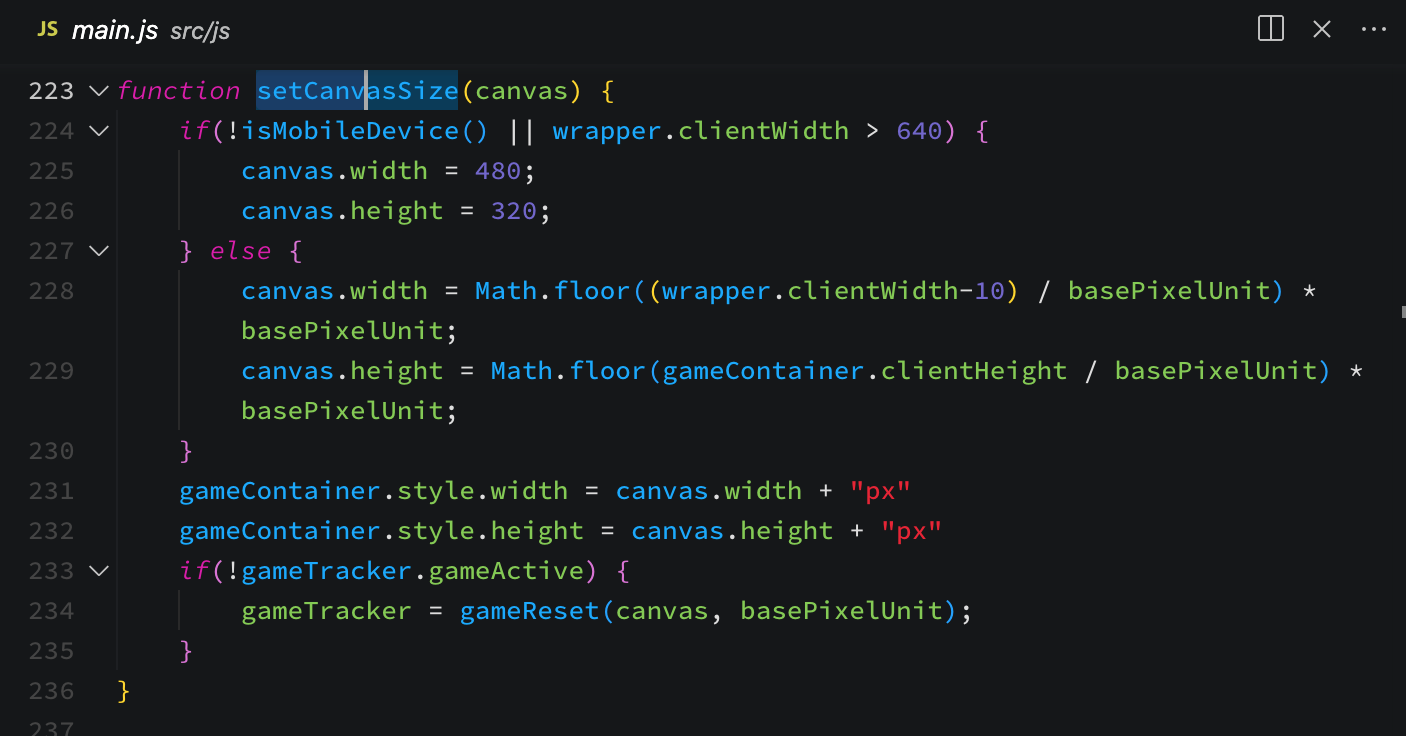 JS main.js src/js
223 function setCanvasSize(canvas) {
224 if(!isMobileDevice() || wrapper.clientWidth > 640) {
225 canvas.width = 480;
226 canvas.height = 320;
227 } else {
228 canvas.width = Math.floor((wrapper.clientWidth-10) / basePixelUnit) *
basePixelUnit;
229 canvas.height = Math.floor(gameContainer.clientHeight / basePixelUnit) *
basePixelUnit;
230 }
231 gameContainer.style.width = canvas.width + "px"
232 gameContainer.style.height = canvas.height + "px"
233 if(!gameTracker.gameActive) {
234 gameTracker = gameReset(canvas, basePixelUnit);
235 }
236 }
237